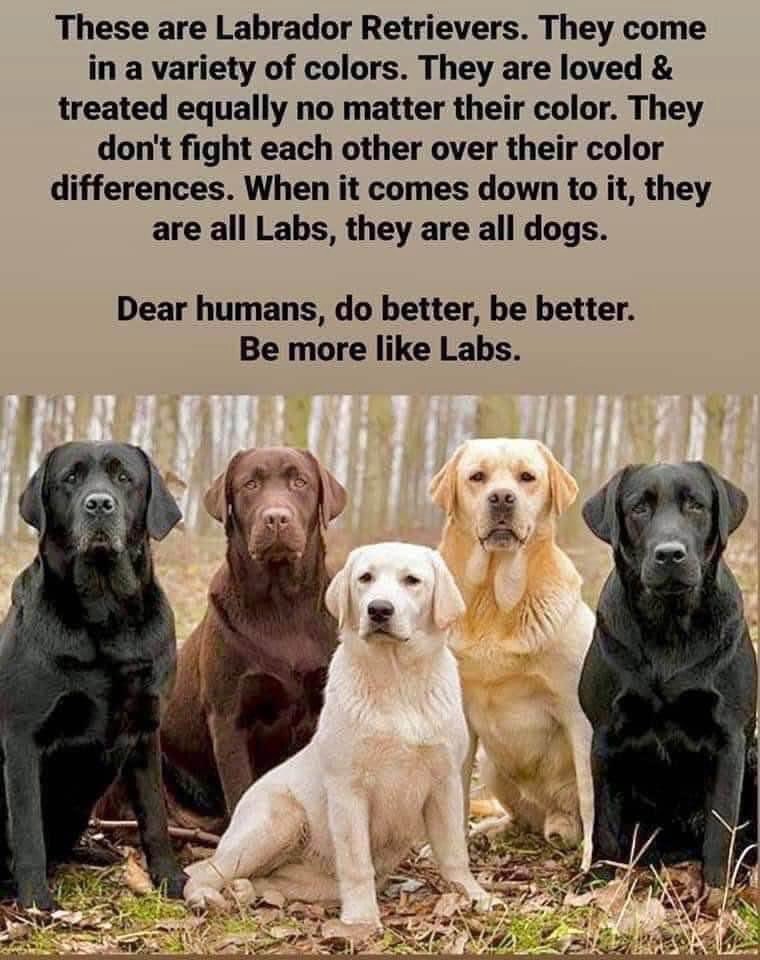 These are Labrador Retrievers. They come
in a variety of colors. They are loved &
treated equally no matter their color. They
don't fight each other over their color
differences. When it comes down to it, they
are all Labs, they are all dogs.
Dear humans, do better, be better.
Be more like Labs.